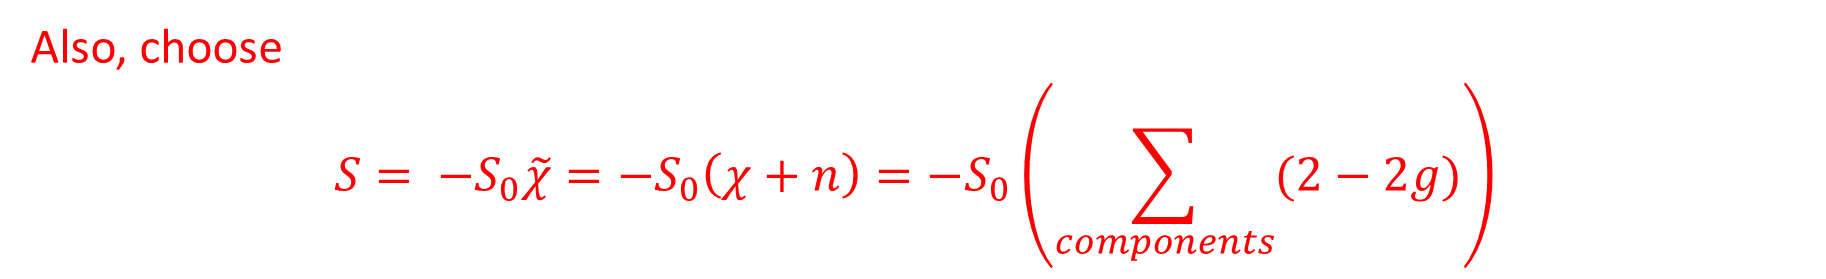 Also, choose
S = −S₀χ̃ = −S₀(χ + n) = −S₀(∑_{components} (2 − 2g))